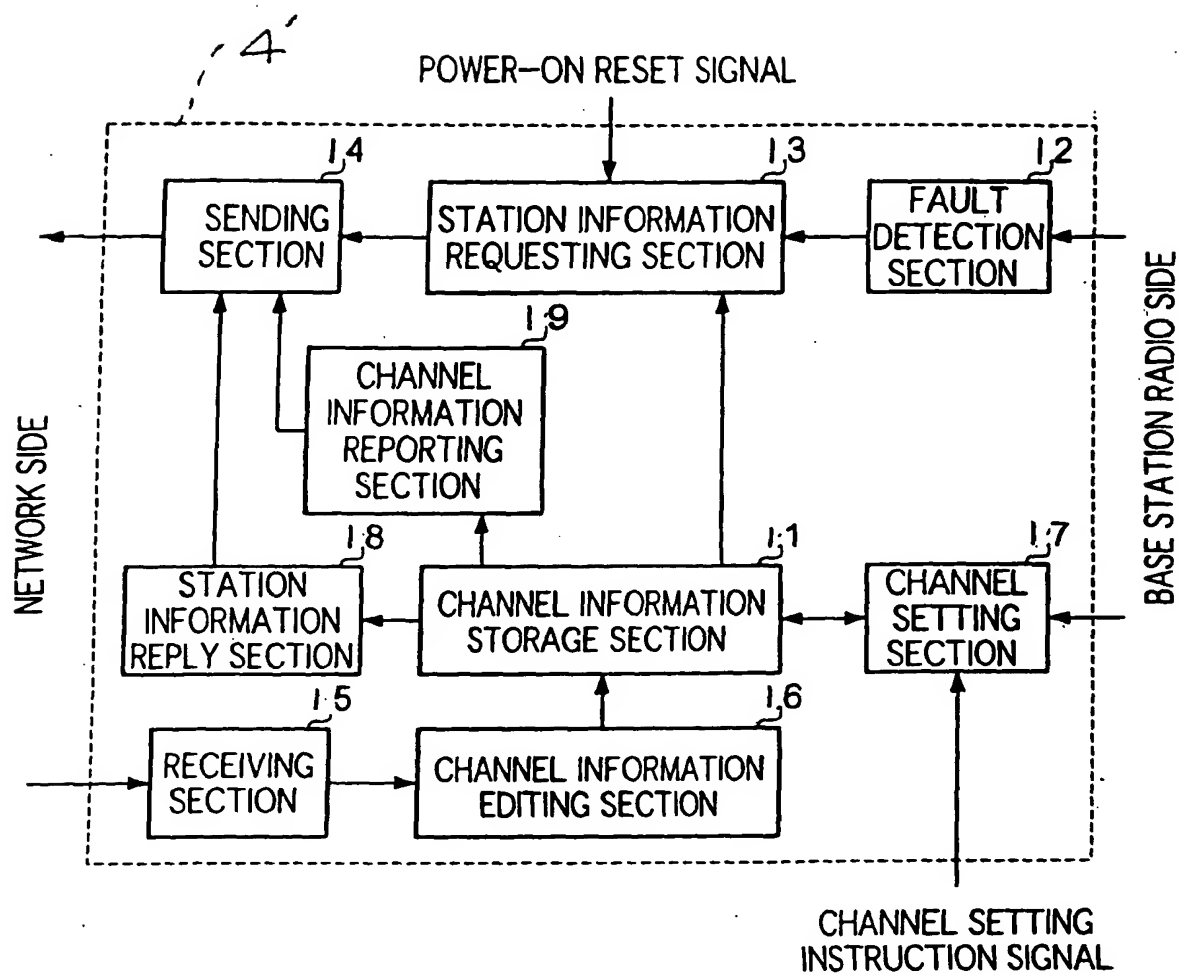 4'
POWER-ON RESET SIGNAL
14
SENDING
SECTION
13
STATION INFORMATION
REQUESTING SECTION
12
FAULT
DETECTION
SECTION
19
CHANNEL
INFORMATION
REPORTING
SECTION
NETWORK SIDE
BASE STATION RADIO SIDE
18
STATION
INFORMATION
REPLY SECTION
11
CHANNEL INFORMATION
STORAGE SECTION
17
CHANNEL
SETTING
SECTION
15
RECEIVING
SECTION
16
CHANNEL INFORMATION
EDITING SECTION
CHANNEL SETTING
INSTRUCTION SIGNAL